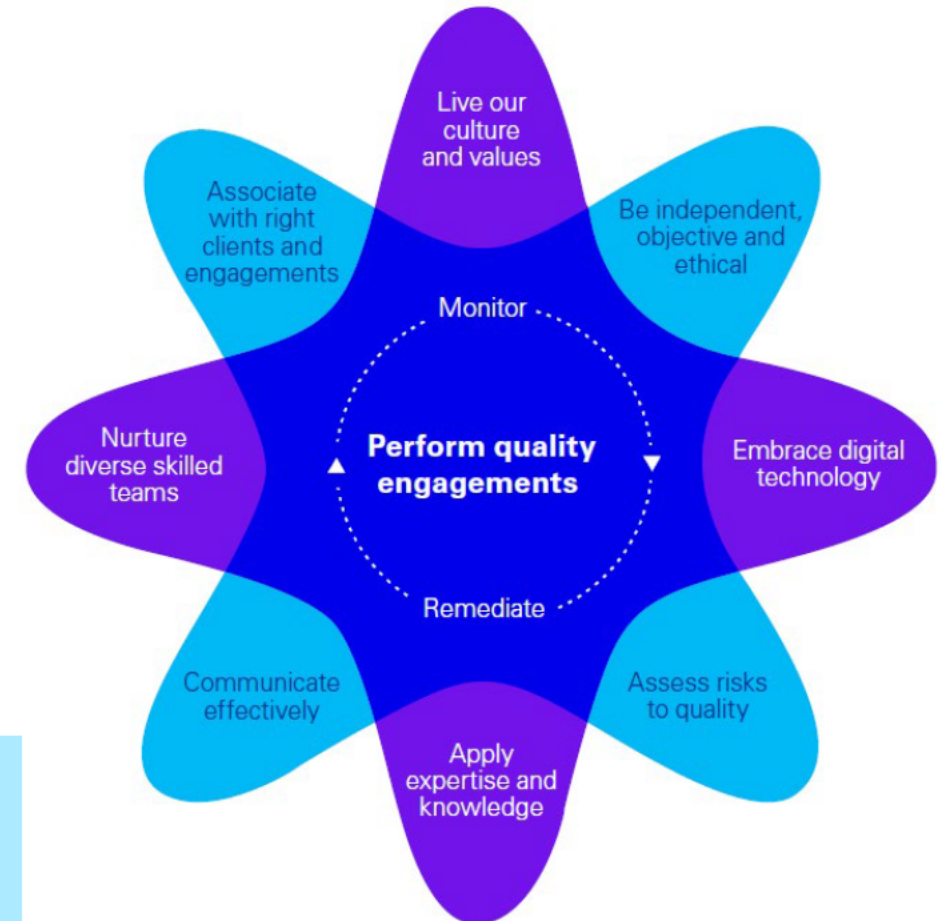 Live our
culture
and values
Be independent,
objective and
ethical
Embrace digital
technology
Assess risks
to quality
Apply
expertise and
knowledge
Communicate
effectively
Nurture
diverse skilled
teams
Associate
with right
clients and
engagements
Monitor
Perform quality
engagements
Remediate